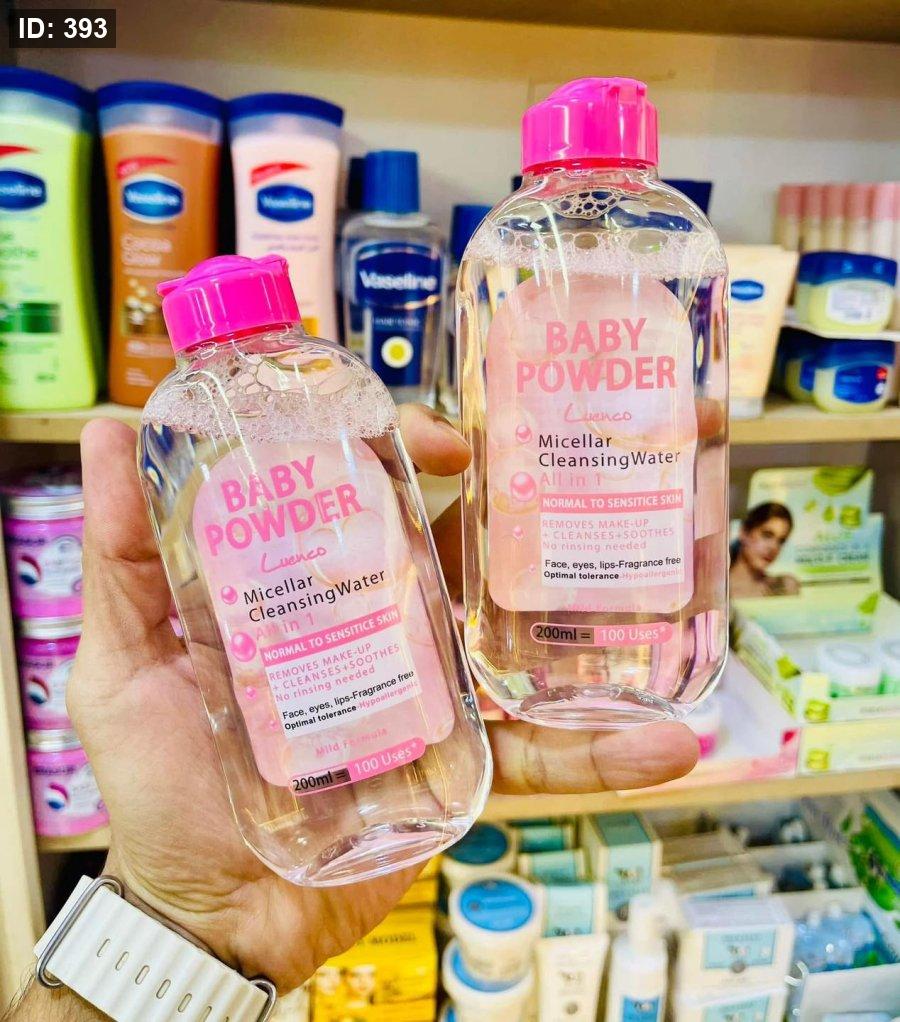 ID: 393
Vaseline
Vaseline
Vaseline
Cocoa
Glow
Vaseline
BABY
POWDER
Luenco
Micellar
CleansingWater
All in 1
NORMAL TO SENSITICE SKIN
REMOVES MAKE-UP
+ CLEANSES+SOOTHES
No rinsing needed
Face, eyes, lips-Fragrance free
Optimal tolerance-Hypoallergenic
Mild Formula
200ml = 100 Uses*
BABY
POWDER
Luenco
Micellar
CleansingWater
All in 1
NORMAL TO SENSITICE SKIN
REMOVES MAKE-UP
+ CLEANSES+SOOTHES
No rinsing needed
Face, eyes, lips-Fragrance free
Optimal tolerance-Hypoallergenic
Mild Formula
200ml = 100 Uses*